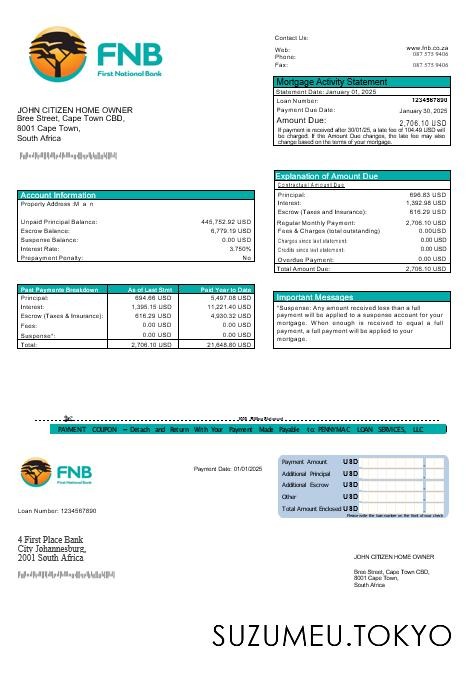 FNB
First National Bank
Contact Us:
Web: www.fnb.co.za
Phone: 087 575 9406
Fax: 087 575 9406
Mortgage Activity Statement
Statement Date: January 01, 2025
Loan Number: 1234567890
Payment Due Date: January 30, 2025
Amount Due: 2,706.10 USD
If payment is received after 30/01/25, a late fee of 104.49 USD will
be charged. If the Amount Due changes, the late fee may also
change based on the terms of your mortgage.
JOHN CITIZEN HOME OWNER
Bree Street, Cape Town CBD,
8001 Cape Town,
South Africa
Account Information
Property Address M a n
Unpaid Principal Balance: 445,752.92 USD
Escrow Balance: 6,779.19 USD
Suspense Balance: 0.00 USD
Interest Rate: 3.750%
Prepayment Penalty: No
Explanation of Amount Due
Contractual Amount Due
Principal: 696.83 USD
Interest: 1,392.98 USD
Escrow (Taxes and Insurance): 616.29 USD
Regular Monthly Payment: 2,706.10 USD
Fees & Charges (total outstanding) 0.00USD
Charges since last statement: 0.00 USD
Credits since last statement: 0.00 USD
Overdue Payment: 0.00 USD
Total Amount Due: 2,706.10 USD
Past Payments Breakdown As of Last Stmt Paid Year to Date
Principal: 694.66 USD 5,497.08 USD
Interest: 1,395.15 USD 11,221.40 USD
Escrow (Taxes & Insurance): 616.29 USD 4,930.32 USD
Fees: 0.00 USD 0.00 USD
Suspense*: 0.00 USD 0.00 USD
Total: 2,706.10 USD 21,648.80 USD
Important Messages
*Suspense: Any amount received less than a full
payment will be applied to a suspense account for your
mortgage. When enough is received to equal a full
payment, a full payment will be applied to your
mortgage.
PAYMENT COUPON – Detach and Return With Your Payment Made Payable to: PENNYMAC LOAN SERVICES, LLC
FNB
First National Bank
Payment Date: 01/01/2025
Payment Amount USD
Additional Principal USD
Additional Escrow USD
Other USD
Total Amount Enclosed USD
Please write the loan number on the front of your check
Loan Number: 1234567890
4 First Place Bank
City Johannesburg,
2001 South Africa
JOHN CITIZEN HOME OWNER
Bree Street, Cape Town CBD,
8001 Cape Town,
South Africa
SUZUMEU.TOKYO